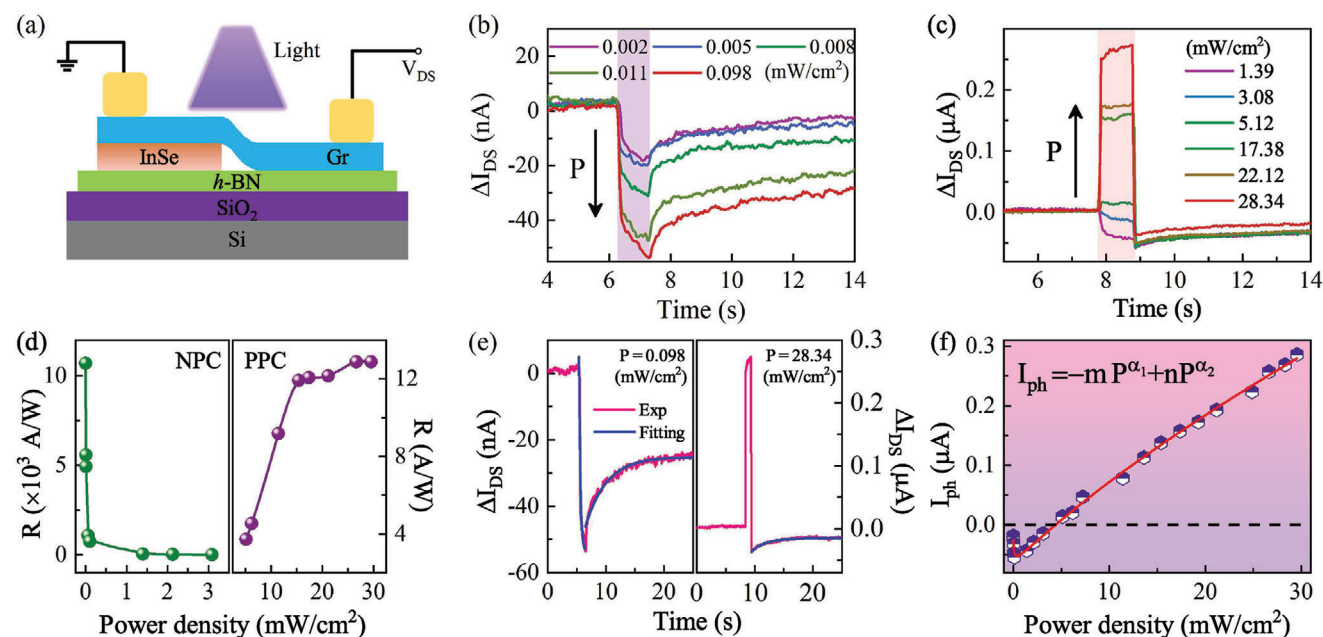 (a)
Light
V_DS
InSe
Gr
h-BN
SiO₂
Si
(b)
0.002 0.005 0.008
0.011 0.098 (mW/cm²)
P
20
0
-20
-40
4 6 8 10 12 14
Time (s)
ΔI_DS (nA)
(c)
(mW/cm²)
1.39
3.08
5.12
17.38
22.12
28.34
P
0.2
0.1
0.0
6 8 10 12 14
Time (s)
ΔI_DS (μA)
(d)
NPC PPC
10
5
0
12
8
4
0 1 2 3 10 20 30
Power density (mW/cm²)
R (×10³ A/W)
R (A/W)
(e)
P = 0.098
(mW/cm²)
P = 28.34
(mW/cm²)
Exp
Fitting
0
-20
-40
-60
0.3
0.2
0.1
0.0
0 5 10 15 20 0 5 10 15 20 25
Time (s)
ΔI_DS (nA)
ΔI_DS (μA)
(f)
I_ph = −m P^α₁ + nP^α₂
0.3
0.2
0.1
0.0
0 10 20 30
Power density (mW/cm²)
I_ph (μA)